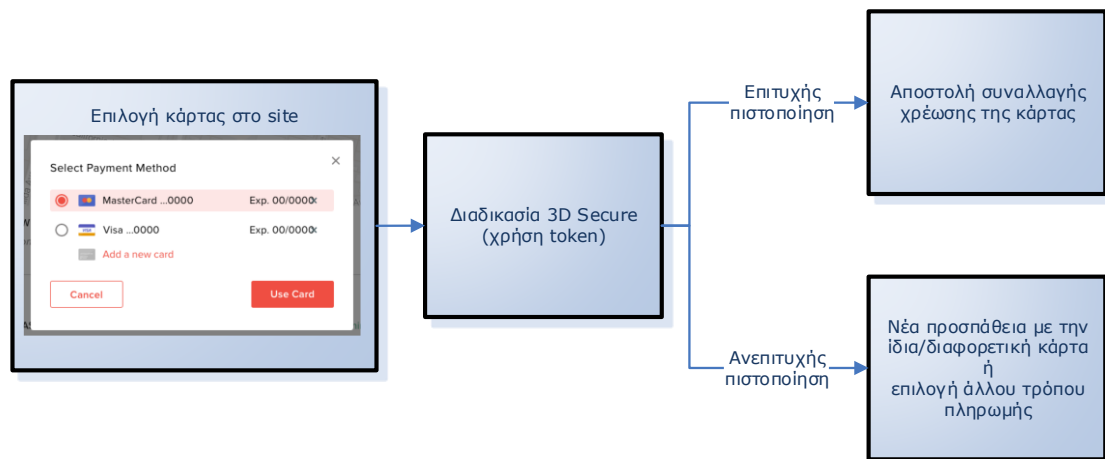 Επιλογή κάρτας στο site
Select Payment Method
MasterCard ...0000 Exp. 00/0000
Visa ...0000 Exp. 00/0000
Add a new card
Cancel Use Card
Διαδικασία 3D Secure
(χρήση token)
Επιτυχής
πιστοποίηση
Αποστολή συναλλαγής
χρέωσης της κάρτας
Ανεπιτυχής
πιστοποίηση
Νέα προσπάθεια με την
ίδια/διαφορετική κάρτα
ή
επιλογή άλλου τρόπου
πληρωμής